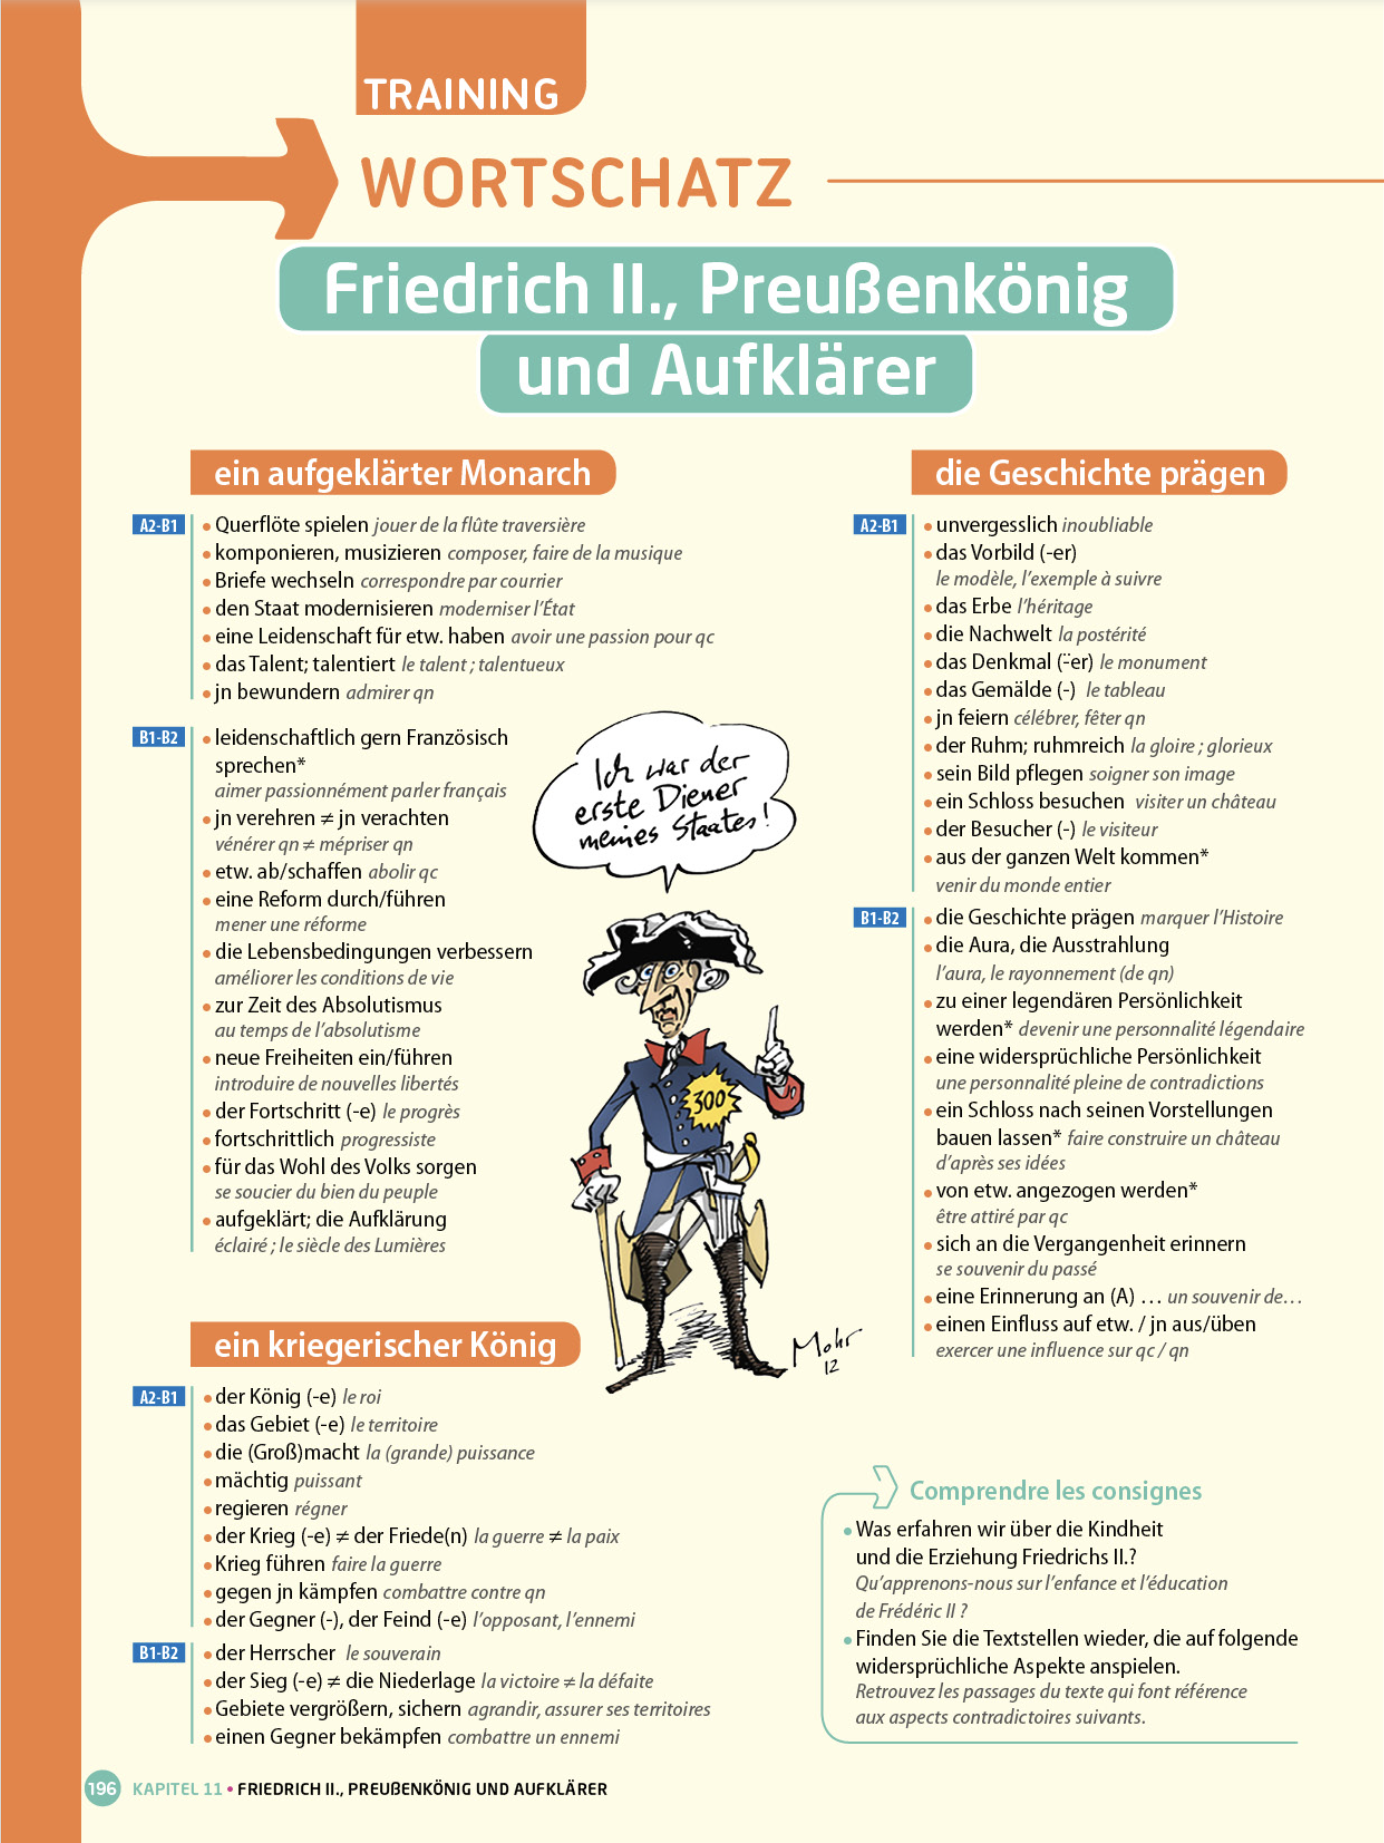 TRAINING
WORTSCHATZ
Friedrich II., Preußenkönig
und Aufklärer
ein aufgeklärter Monarch
A2-B1
• Querflöte spielen jouer de la flûte traversière
• komponieren, musizieren composer, faire de la musique
• Briefe wechseln correspondre par courrier
• den Staat modernisieren moderniser l'État
• eine Leidenschaft für etw. haben avoir une passion pour qc
• das Talent; talentiert le talent ; talentueux
• jn bewundern admirer qn
B1-B2
• leidenschaftlich gern Französisch
sprechen*
aimer passionnément parler français
• jn verehren ≠ jn verachten
vénérer qn ≠ mépriser qn
• etw. ab/schaffen abolir qc
• eine Reform durch/führen
mener une réforme
• die Lebensbedingungen verbessern
améliorer les conditions de vie
• zur Zeit des Absolutismus
au temps de l'absolutisme
• neue Freiheiten ein/führen
introduire de nouvelles libertés
• der Fortschritt (-e) le progrès
• fortschrittlich progressiste
• für das Wohl des Volks sorgen
se soucier du bien du peuple
• aufgeklärt; die Aufklärung
éclairé ; le siècle des Lumières
Ich war der
erste Diener
meines Staates!
300
Mohr
12
ein kriegerischer König
A2-B1
• der König (-e) le roi
• das Gebiet (-e) le territoire
• die (Groß)macht la (grande) puissance
• mächtig puissant
• regieren régner
• der Krieg (-e) ≠ der Friede(n) la guerre ≠ la paix
• Krieg führen faire la guerre
• gegen jn kämpfen combattre contre qn
• der Gegner (-), der Feind (-e) l'opposant, l'ennemi
B1-B2
• der Herrscher le souverain
• der Sieg (-e) ≠ die Niederlage la victoire ≠ la défaite
• Gebiete vergrößern, sichern agrandir, assurer ses territoires
• einen Gegner bekämpfen combattre un ennemi
die Geschichte prägen
A2-B1
• unvergesslich inoubliable
• das Vorbild (-er)
le modèle, l'exemple à suivre
• das Erbe l'héritage
• die Nachwelt la postérité
• das Denkmal (¨-er) le monument
• das Gemälde (-) le tableau
• jn feiern célébrer, fêter qn
• der Ruhm; ruhmreich la gloire ; glorieux
• sein Bild pflegen soigner son image
• ein Schloss besuchen visiter un château
• der Besucher (-) le visiteur
• aus der ganzen Welt kommen*
venir du monde entier
B1-B2
• die Geschichte prägen marquer l'Histoire
• die Aura, die Ausstrahlung
l'aura, le rayonnement (de qn)
• zu einer legendären Persönlichkeit
werden* devenir une personnalité légendaire
• eine widersprüchliche Persönlichkeit
une personnalité pleine de contradictions
• ein Schloss nach seinen Vorstellungen
bauen lassen* faire construire un château
d'après ses idées
• von etw. angezogen werden*
être attiré par qc
• sich an die Vergangenheit erinnern
se souvenir du passé
• eine Erinnerung an (A) … un souvenir de…
• einen Einfluss auf etw. / jn aus/üben
exercer une influence sur qc / qn
Comprendre les consignes
• Was erfahren wir über die Kindheit
und die Erziehung Friedrichs II.?
Qu'apprenons-nous sur l'enfance et l'éducation
de Frédéric II ?
• Finden Sie die Textstellen wieder, die auf folgende
widersprüchliche Aspekte anspielen.
Retrouvez les passages du texte qui font référence
aux aspects contradictoires suivants.
196 KAPITEL 11 • FRIEDRICH II., PREUßENKÖNIG UND AUFKLÄRER